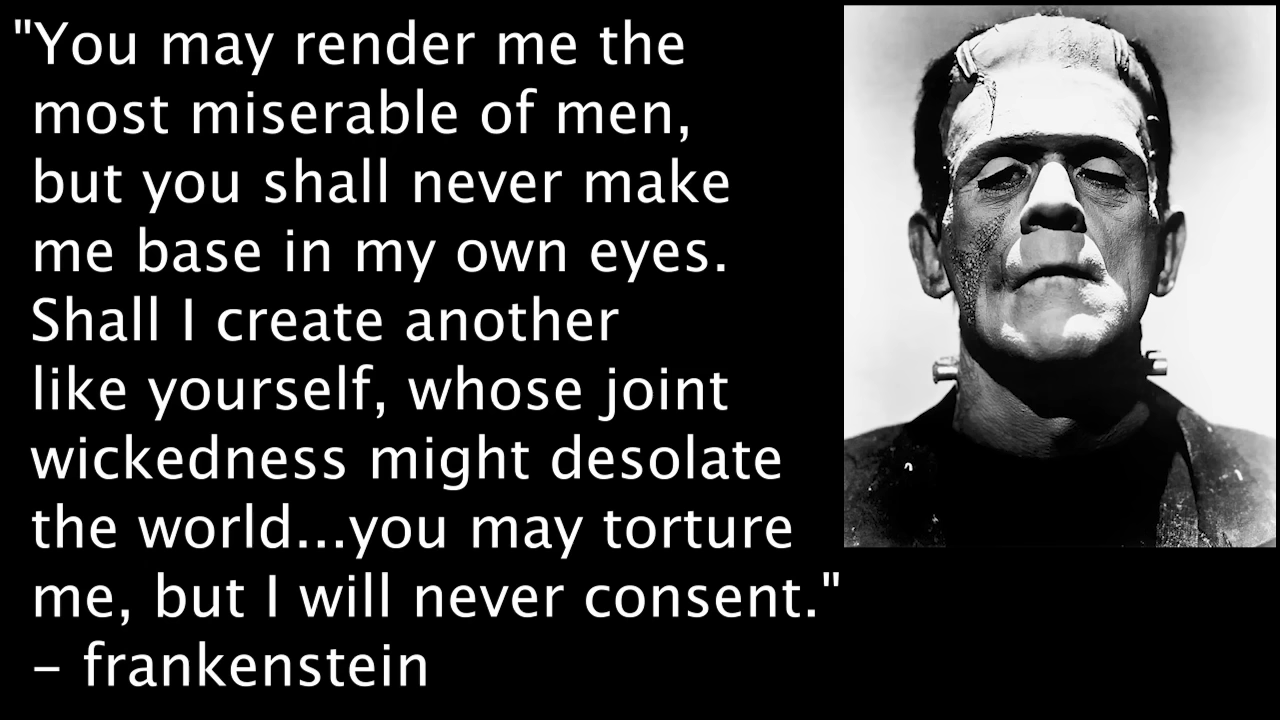 "You may render me the
most miserable of men,
but you shall never make
me base in my own eyes.
Shall I create another
like yourself, whose joint
wickedness might desolate
the world...you may torture
me, but I will never consent."
- frankenstein